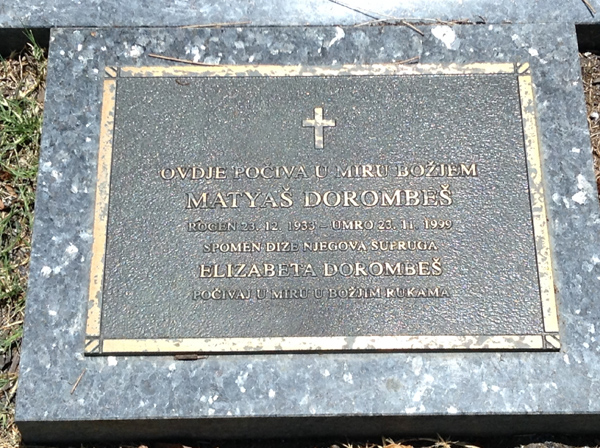 OVDJE POČIVA U MIRU BOŽJEM
MATYAŠ DOROMBEŠ
ROĐEN 23. 12. 1933 – UMRO 23. 11. 1999
SPOMEN DIŽE NJEGOVA SUPRUGA
ELIZABETA DOROMBEŠ
POČIVAJ U MIRU U BOŽJIM RUKAMA